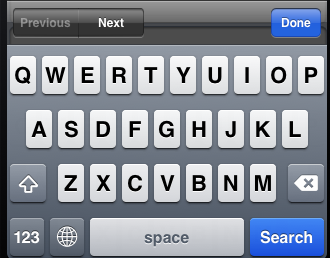 Previous Next Done
Q W E R T Y U I O P
A S D F G H J K L
Z X C V B N M
123 space Search